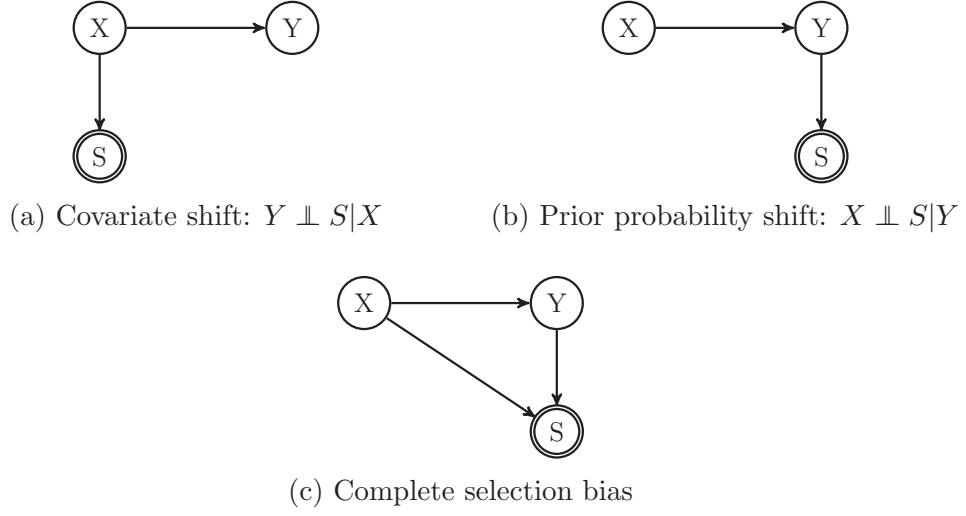 X Y X Y
S S
(a) Covariate shift: Y ⫫ S|X (b) Prior probability shift: X ⫫ S|Y
X Y
S
(c) Complete selection bias